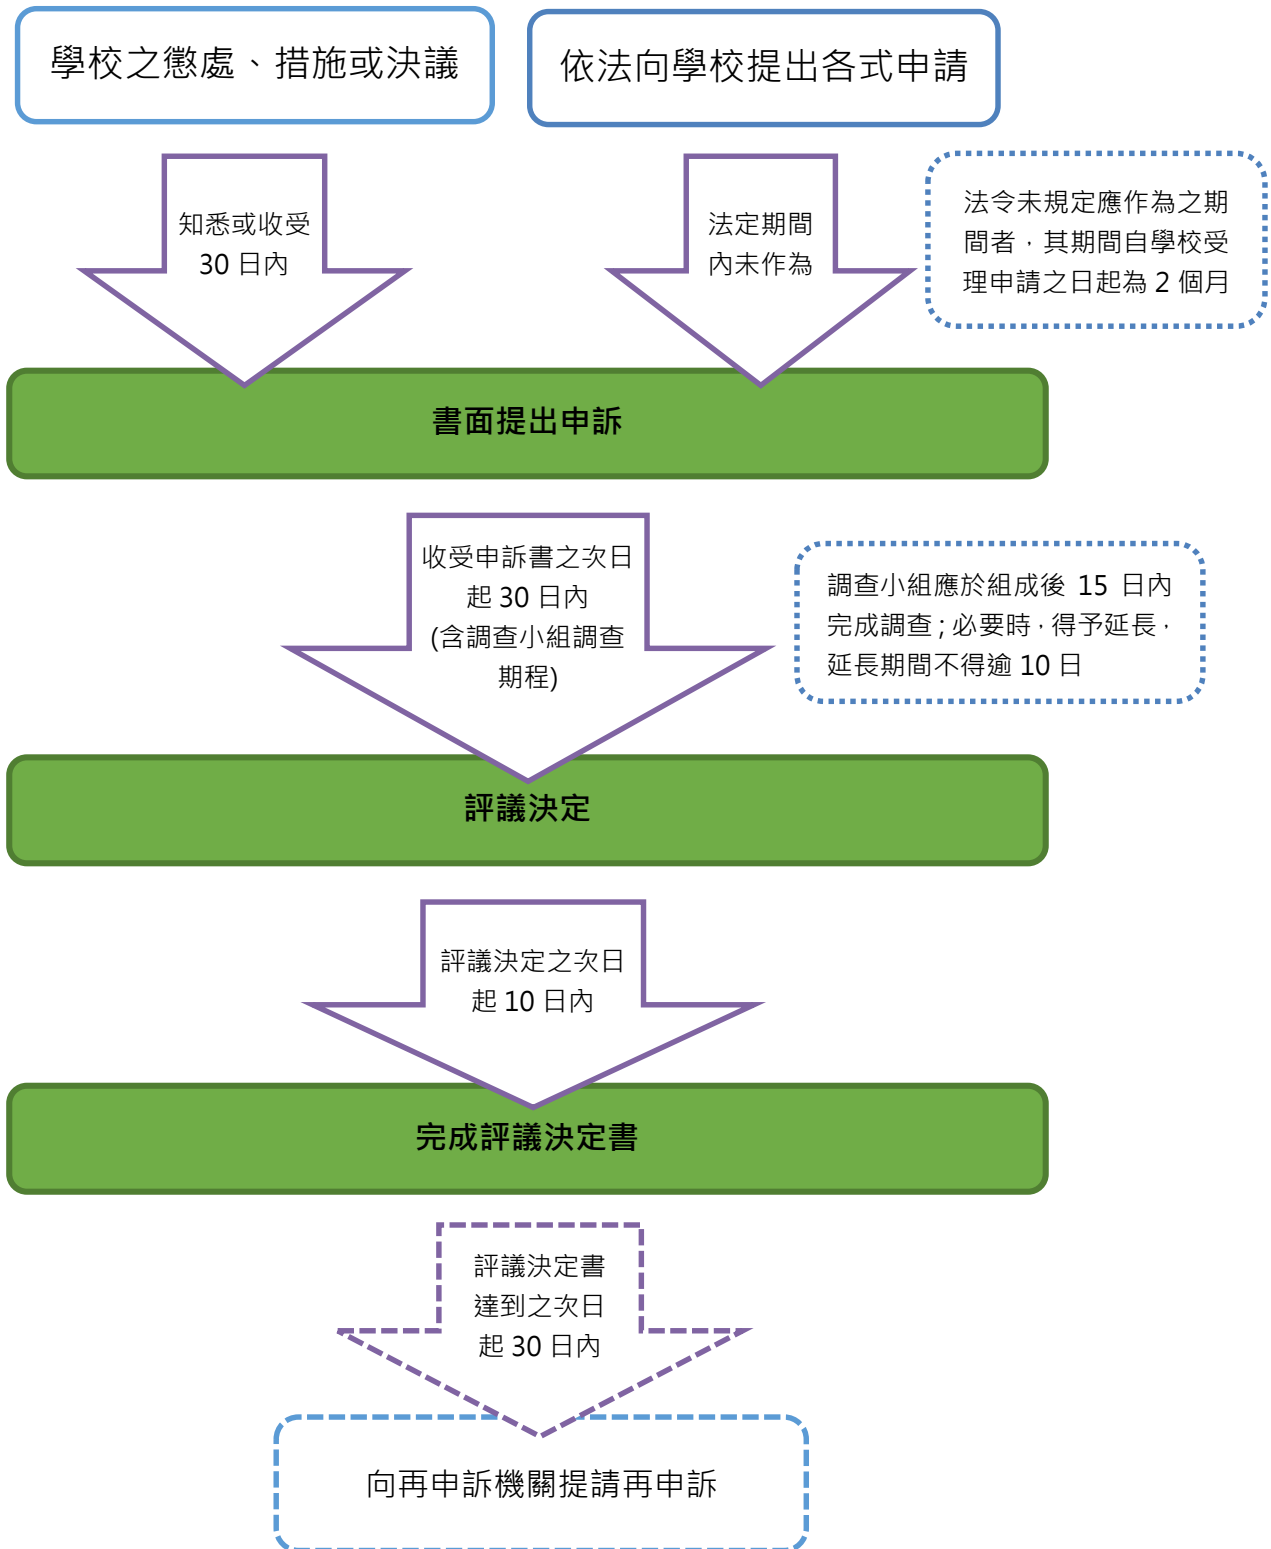 學校之懲處、措施或決議
依法向學校提出各式申請
知悉或收受
30 日內
法定期間
內未作為
法令未規定應作為之期
間者，其期間自學校受
理申請之日起為 2 個月
書面提出申訴
收受申訴書之次日
起 30 日內
(含調查小組調查
期程)
調查小組應於組成後 15 日內
完成調查；必要時，得予延長，
延長期間不得逾 10 日
評議決定
評議決定之次日
起 10 日內
完成評議決定書
評議決定書
達到之次日
起 30 日內
向再申訴機關提請再申訴